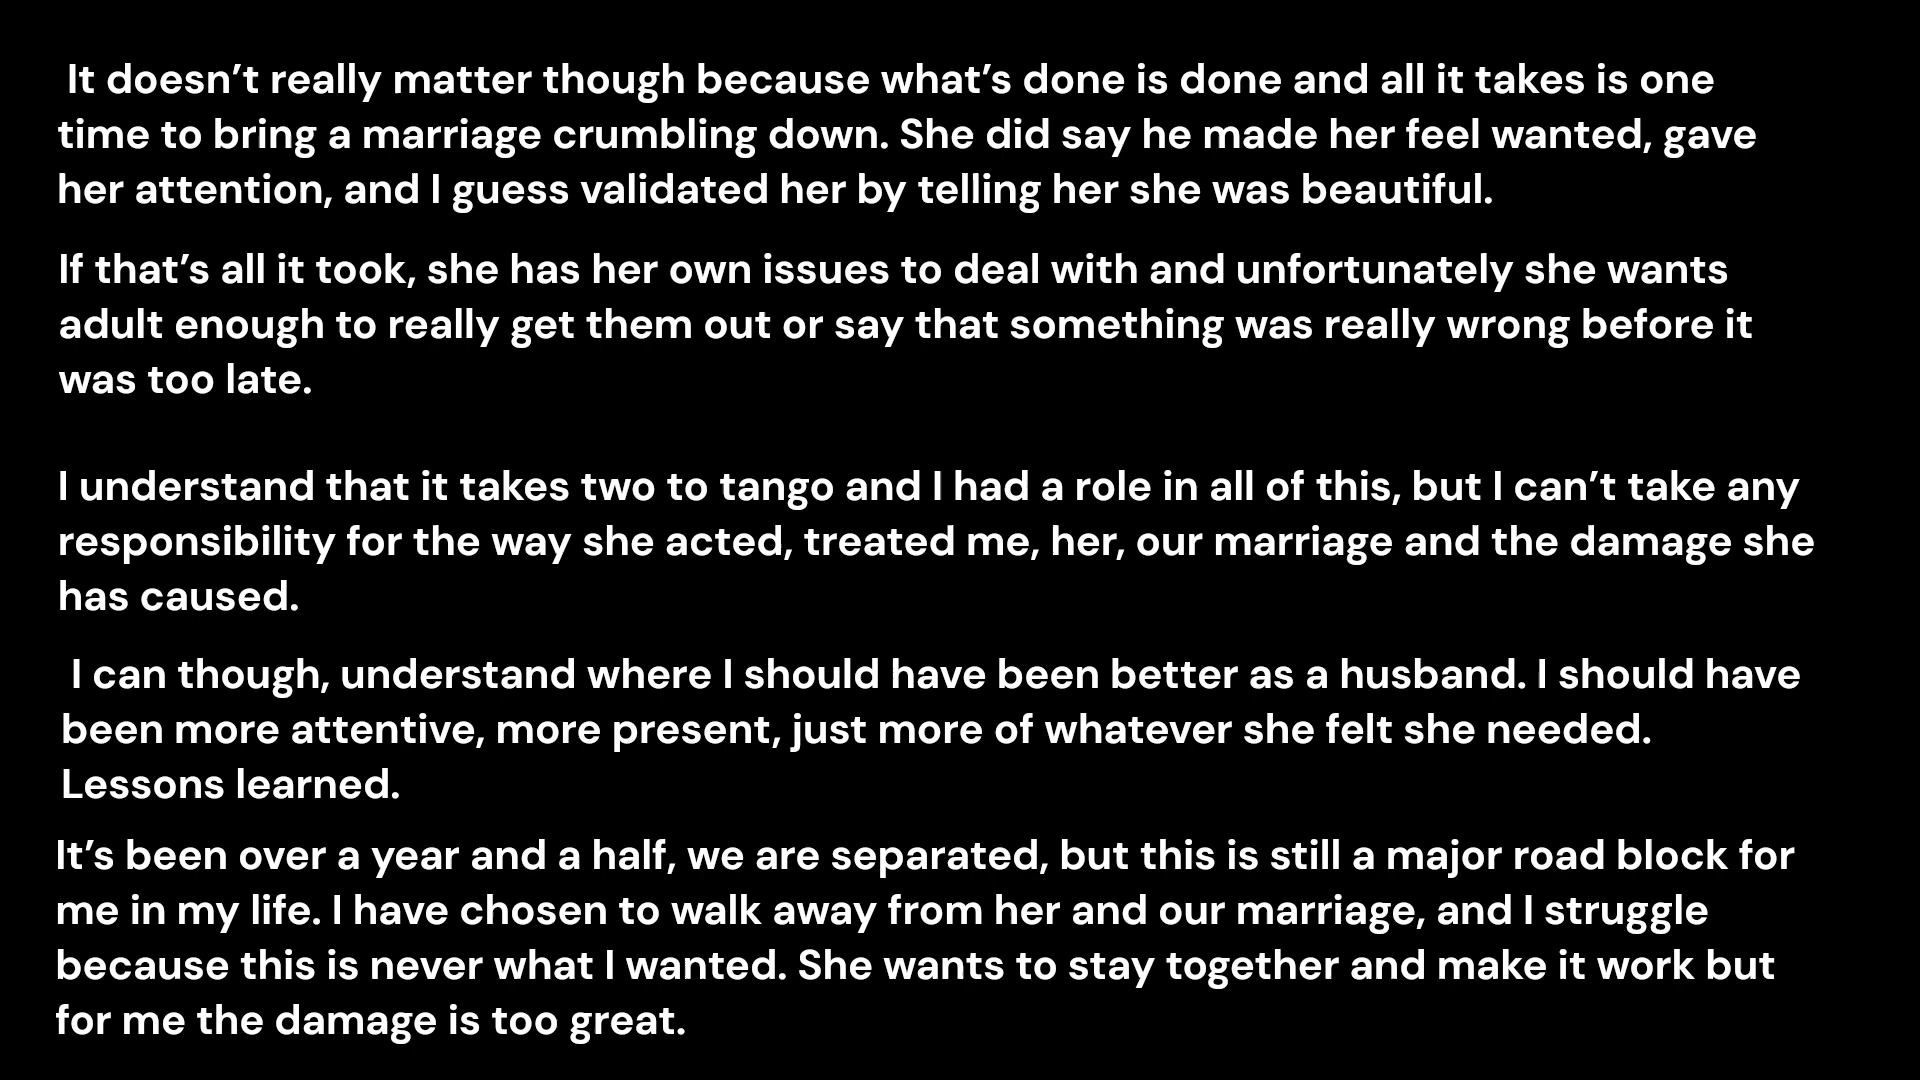 It doesn’t really matter though because what’s done is done and all it takes is one
time to bring a marriage crumbling down. She did say he made her feel wanted, gave
her attention, and I guess validated her by telling her she was beautiful.
If that’s all it took, she has her own issues to deal with and unfortunately she wants
adult enough to really get them out or say that something was really wrong before it
was too late.
I understand that it takes two to tango and I had a role in all of this, but I can’t take any
responsibility for the way she acted, treated me, her, our marriage and the damage she
has caused.
I can though, understand where I should have been better as a husband. I should have
been more attentive, more present, just more of whatever she felt she needed.
Lessons learned.
It’s been over a year and a half, we are separated, but this is still a major road block for
me in my life. I have chosen to walk away from her and our marriage, and I struggle
because this is never what I wanted. She wants to stay together and make it work but
for me the damage is too great.